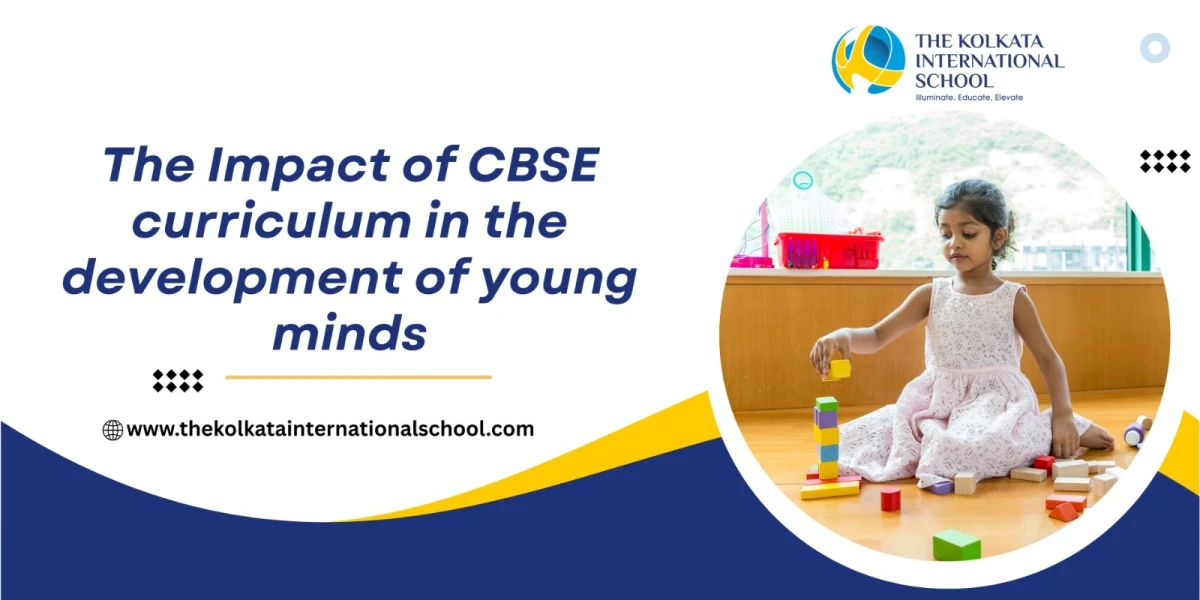 THE KOLKATA
INTERNATIONAL
SCHOOL
Illuminate, Educate, Elevate
The Impact of CBSE
curriculum in the
development of young
minds
www.thekolkatainternationalschool.com